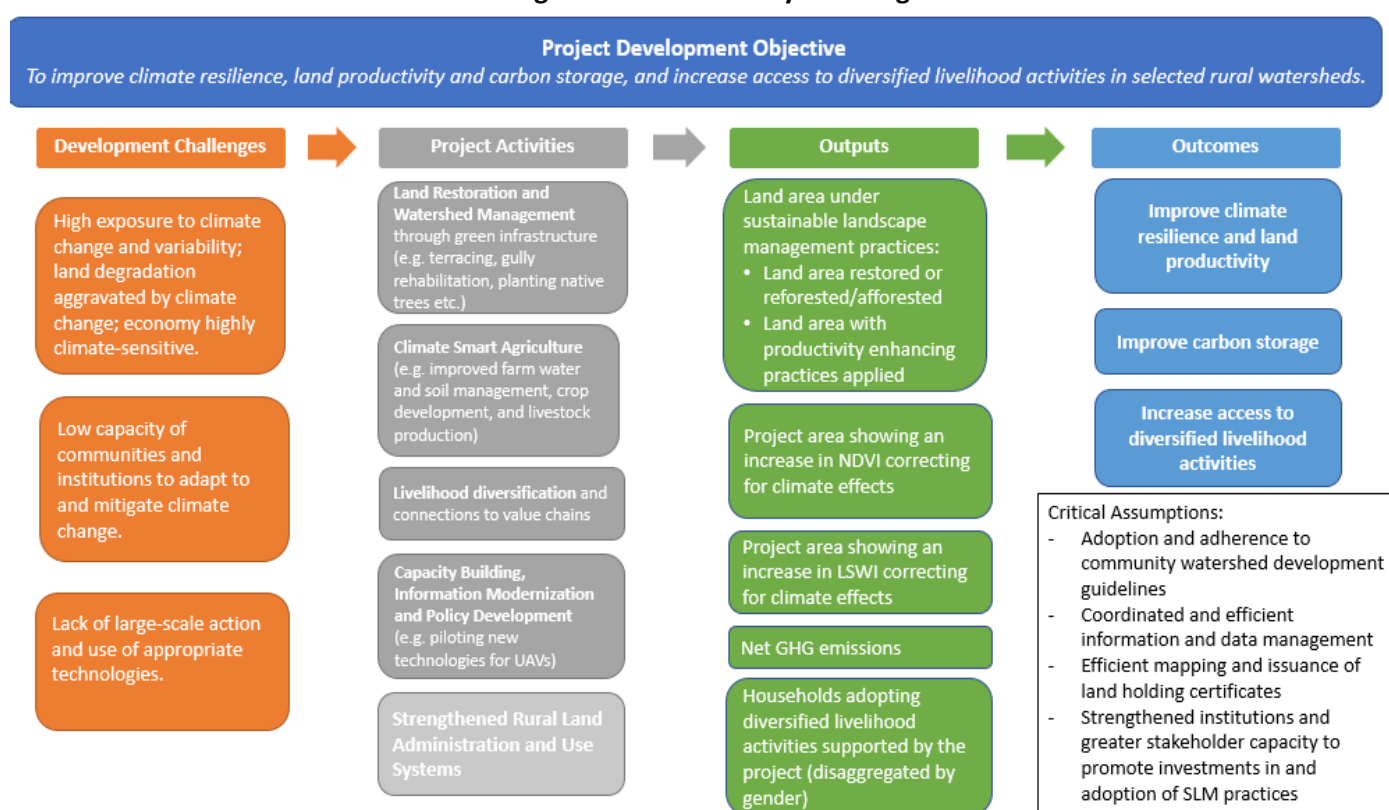 Project Development Objective
To improve climate resilience, land productivity and carbon storage, and increase access to diversified livelihood activities in selected rural watersheds.
Development Challenges
High exposure to climate
change and variability;
land degradation
aggravated by climate
change; economy highly
climate-sensitive.
Low capacity of
communities and
institutions to adapt to
and mitigate climate
change.
Lack of large-scale action
and use of appropriate
technologies.
Project Activities
Land Restoration and
Watershed Management
through green infrastructure
(e.g. terracing, gully
rehabilitation, planting native
trees etc.)
Climate Smart Agriculture
(e.g. improved farm water
and soil management, crop
development, and livestock
production)
Livelihood diversification and
connections to value chains
Capacity Building,
Information Modernization
and Policy Development
(e.g. piloting new
technologies for UAVs)
Strengthened Rural Land
Administration and Use
Systems
Outputs
Land area under
sustainable landscape
management practices:
• Land area restored or
reforested/afforested
• Land area with
productivity enhancing
practices applied
Project area showing an
increase in NDVI correcting
for climate effects
Project area showing an
increase in LSWI correcting
for climate effects
Net GHG emissions
Households adopting
diversified livelihood
activities supported by the
project (disaggregated by
gender)
Outcomes
Improve climate
resilience and land
productivity
Improve carbon storage
Increase access to
diversified livelihood
activities
Critical Assumptions:
- Adoption and adherence to
community watershed development
guidelines
- Coordinated and efficient
information and data management
- Efficient mapping and issuance of
land holding certificates
- Strengthened institutions and
greater stakeholder capacity to
promote investments in and
adoption of SLM practices